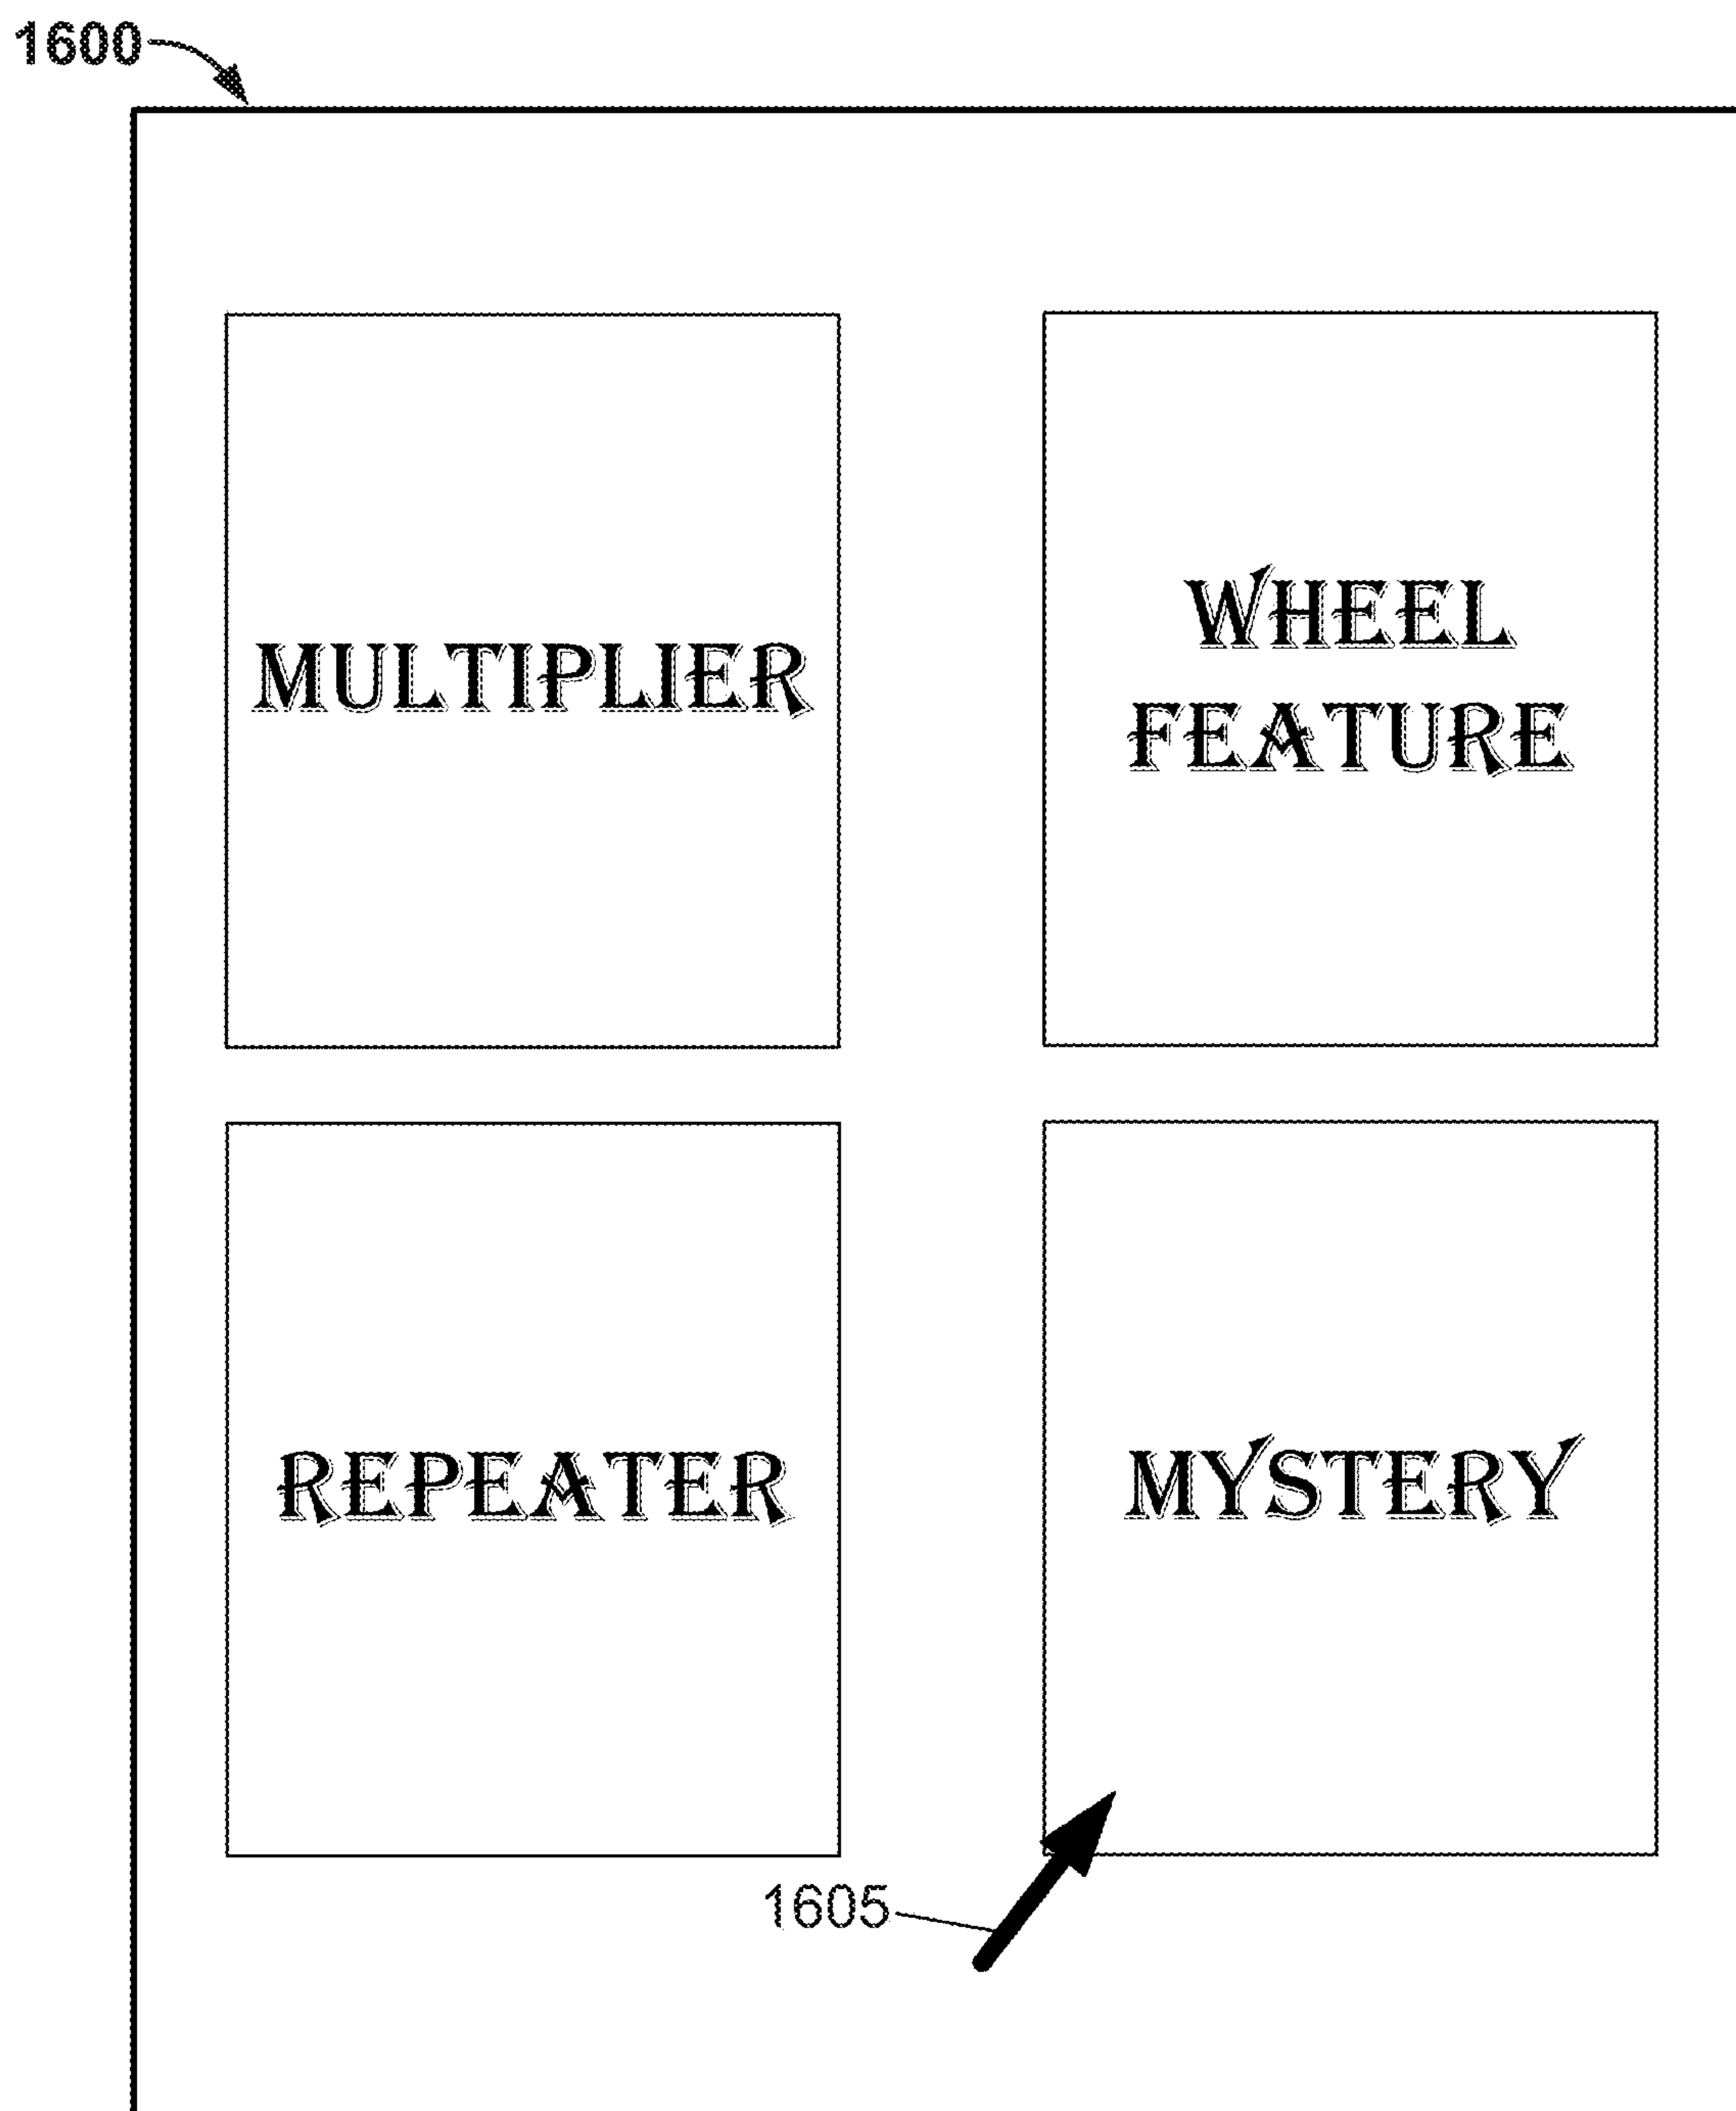 1600
MULTIPLIER
WHEEL
FEATURE
REPEATER
MYSTERY
1605